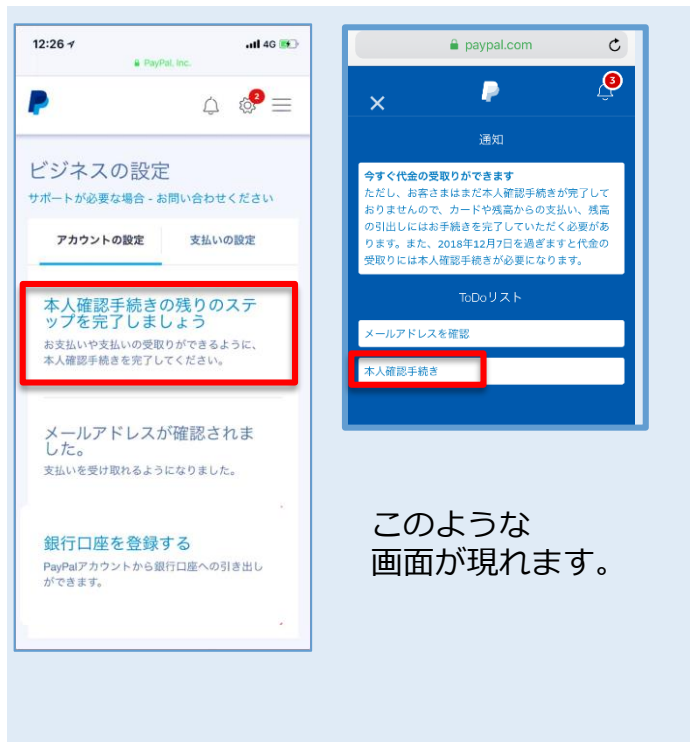 12:26
4G
PayPal, Inc.
2
ビジネスの設定
サポートが必要な場合 - お問い合わせください
アカウントの設定
支払いの設定
本人確認手続きの残りのステ
ップを完了しましょう
お支払いや支払いの受取りができるように、
本人確認手続きを完了してください。
メールアドレスが確認されま
した。
支払いを受け取れるようになりました。
銀行口座を登録する
PayPalアカウントから銀行口座への引き出し
ができます。
paypal.com
3
通知
今すぐ代金の受取りができます
ただし、お客さまはまだ本人確認手続きが完了して
おりませんので、カードや残高からの支払い、残高
の引出しにはお手続きを完了していただく必要があ
ります。また、2018年12月7日を過ぎますと代金の
受取りには本人確認手続きが必要になります。
ToDoリスト
メールアドレスを確認
本人確認手続き
このような
画面が現れます。